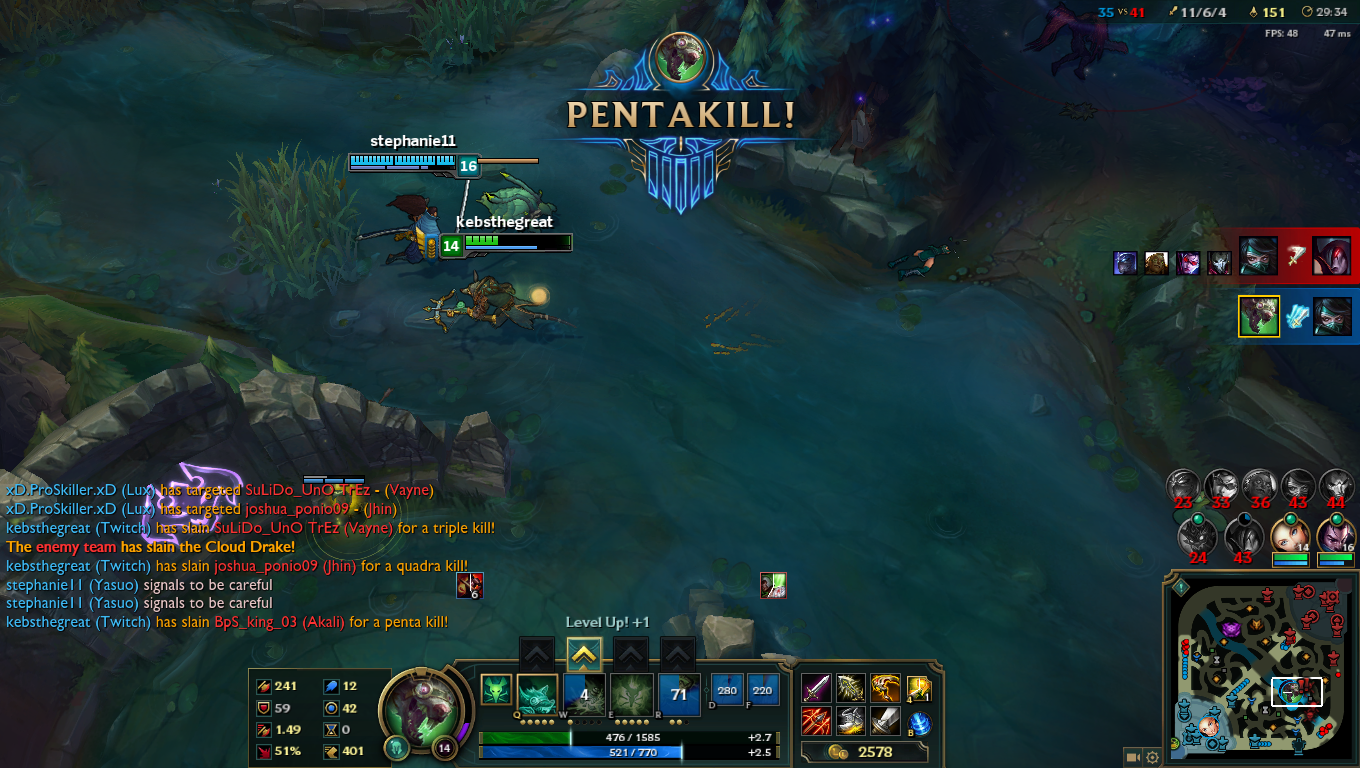 35 vs 41 11/6/4 151 29:34
FPS: 48 47 ms
PENTAKILL!
stephanie11
16
kebsthegreat
14
xD.ProSkiller.xD (Lux) has targeted SuLiDo_UnO TrEz - (Vayne)
xD.ProSkiller.xD (Lux) has targeted joshua_ponio09 - (Jhin)
kebsthegreat (Twitch) has slain SuLiDo_UnO TrEz (Vayne) for a triple kill!
The enemy team has slain the Cloud Drake!
kebsthegreat (Twitch) has slain joshua_ponio09 (Jhin) for a quadra kill!
stephanie11 (Yasuo) signals to be careful
stephanie11 (Yasuo) signals to be careful
kebsthegreat (Twitch) has slain BpS_king_03 (Akali) for a penta kill!
6
23 33 36 43 44
24 43 14 16
Level Up! +1
241 12
59 42
1.49 0
51% 401
14
Q W 4 E R 71 D 280 F 220
476 / 1585 +2.7
521 / 770 +2.5
4 1
B
2578